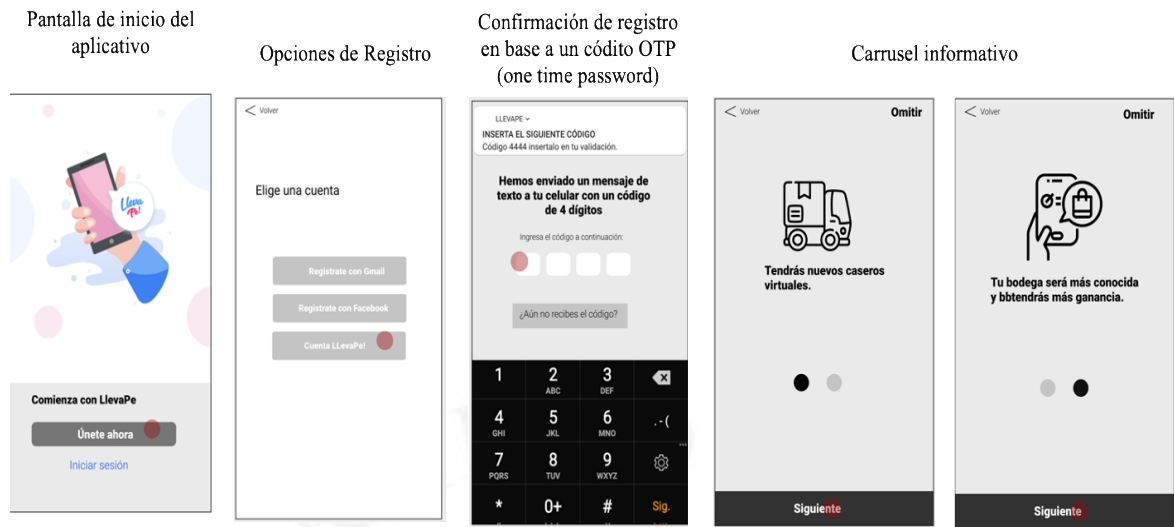 Pantalla de inicio del
aplicativo
Opciones de Registro
Confirmación de registro
en base a un códito OTP
(one time password)
Carrusel informativo
Lleva
Pe!
Comienza con LlevaPe
Únete ahora
Iniciar sesión
Volver
Elige una cuenta
Registrate con Gmail
Registrate con Facebook
Cuenta LLevaPe!
LLEVAPE
INSERTA EL SIGUIENTE CÓDIGO
Código 4444 insertalo en tu validación.
Hemos enviado un mensaje de
texto a tu celular con un código
de 4 dígitos
Ingresa el código a continuación:
¿Aún no recibes el código?
1 2 3
ABC DEF
4 5 6 .-(
GHI JKL MNO
7 8 9
PQRS TUV WXYZ
* 0+ # Sig.
Volver Omitir
Tendrás nuevos caseros
virtuales.
Siguiente
Volver Omitir
Tu bodega será más conocida
y bbtendrás más ganancia.
Siguiente